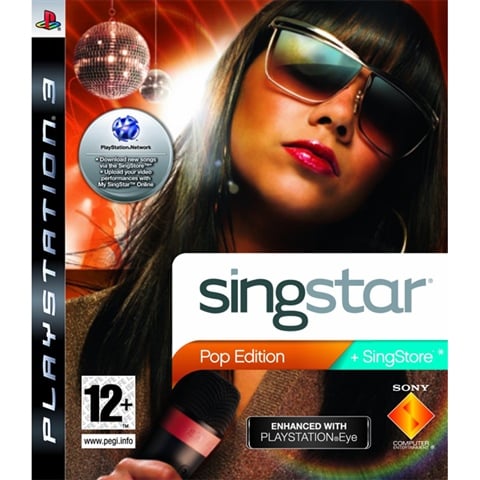 PLAYSTATION 3
PlayStation®Network
• Download new songs
via the SingStore™*
• Upload your video
performances with
My SingStar™ Online
singstar®
Pop Edition
+ SingStore*
12+
™
www.pegi.info
ENHANCED WITH
PLAYSTATION®Eye
SONY
COMPUTER
ENTERTAINMENT®